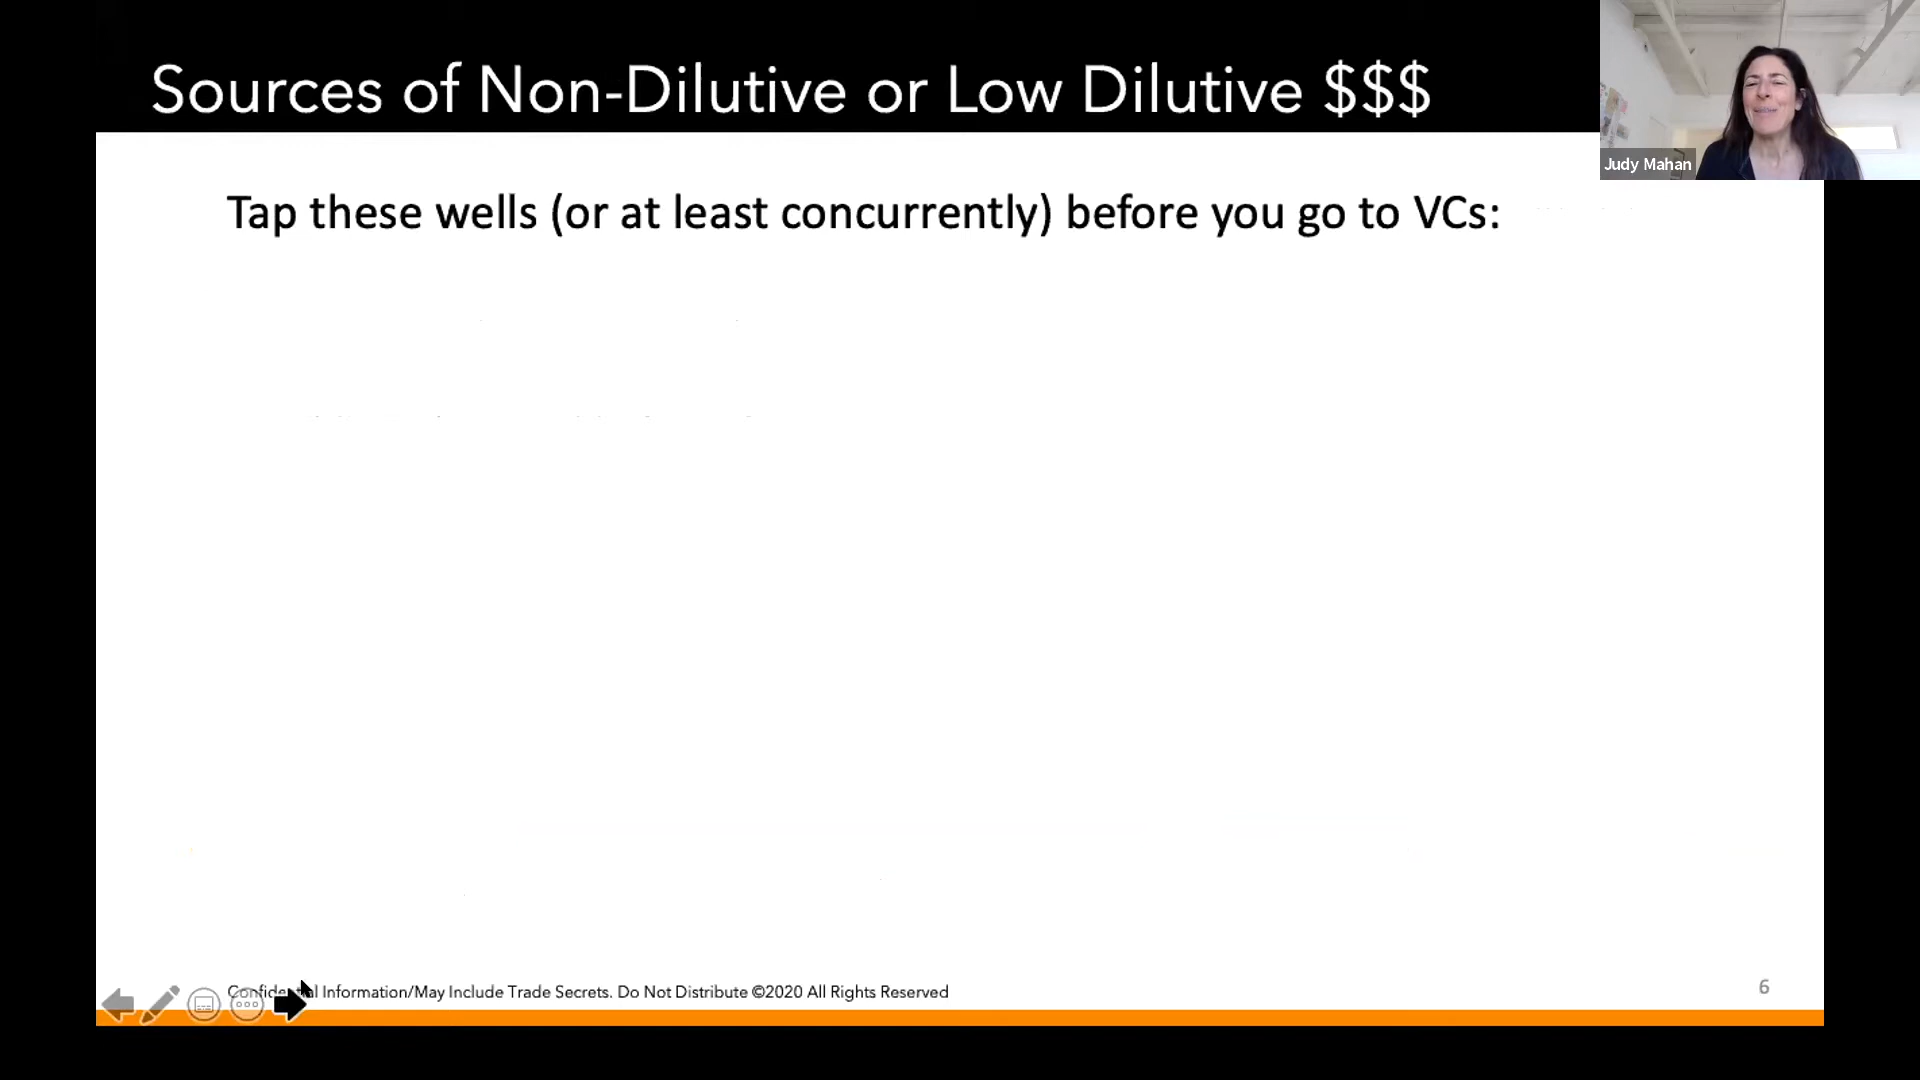 Sources of Non-Dilutive or Low Dilutive $$$
Judy Mahan
Tap these wells (or at least concurrently) before you go to VCs:
Confidential Information/May Include Trade Secrets. Do Not Distribute ©2020 All Rights Reserved
6